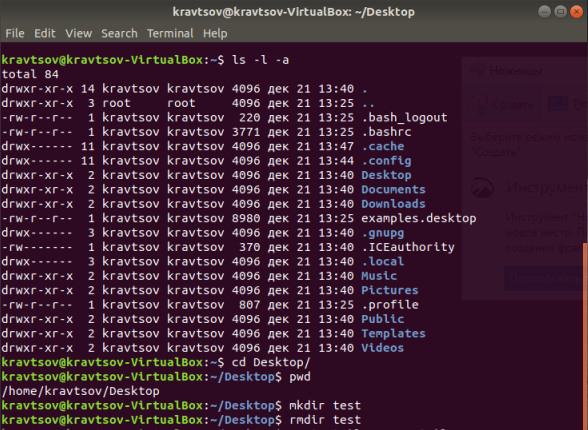 kravtsov@kravtsov-VirtualBox: ~/Desktop
File Edit View Search Terminal Help
kravtsov@kravtsov-VirtualBox:~$ ls -l -a
total 84
drwxr-xr-x 14 kravtsov kravtsov 4096 дек 21 13:40 .
drwxr-xr-x 3 root root 4096 дек 21 13:25 ..
-rw-r--r-- 1 kravtsov kravtsov 220 дек 21 13:25 .bash_logout
-rw-r--r-- 1 kravtsov kravtsov 3771 дек 21 13:25 .bashrc
drwx------ 11 kravtsov kravtsov 4096 дек 21 13:47 .cache
drwx------ 11 kravtsov kravtsov 4096 дек 21 13:44 .config
drwxr-xr-x 2 kravtsov kravtsov 4096 дек 21 13:40 Desktop
drwxr-xr-x 2 kravtsov kravtsov 4096 дек 21 13:40 Documents
drwxr-xr-x 2 kravtsov kravtsov 4096 дек 21 13:40 Downloads
-rw-r--r-- 1 kravtsov kravtsov 8980 дек 21 13:25 examples.desktop
drwx------ 3 kravtsov kravtsov 4096 дек 21 13:40 .gnupg
-rw------- 1 kravtsov kravtsov 370 дек 21 13:40 .ICEauthority
drwx------ 3 kravtsov kravtsov 4096 дек 21 13:40 .local
drwxr-xr-x 2 kravtsov kravtsov 4096 дек 21 13:40 Music
drwxr-xr-x 2 kravtsov kravtsov 4096 дек 21 13:40 Pictures
-rw-r--r-- 1 kravtsov kravtsov 807 дек 21 13:25 .profile
drwxr-xr-x 2 kravtsov kravtsov 4096 дек 21 13:40 Public
drwxr-xr-x 2 kravtsov kravtsov 4096 дек 21 13:40 Templates
drwxr-xr-x 2 kravtsov kravtsov 4096 дек 21 13:40 Videos
kravtsov@kravtsov-VirtualBox:~$ cd Desktop/
kravtsov@kravtsov-VirtualBox:~/Desktop$ pwd
/home/kravtsov/Desktop
kravtsov@kravtsov-VirtualBox:~/Desktop$ mkdir test
kravtsov@kravtsov-VirtualBox:~/Desktop$ rmdir test
Ножницы
Создать
Выберите режим
"Создать"
Инструмент